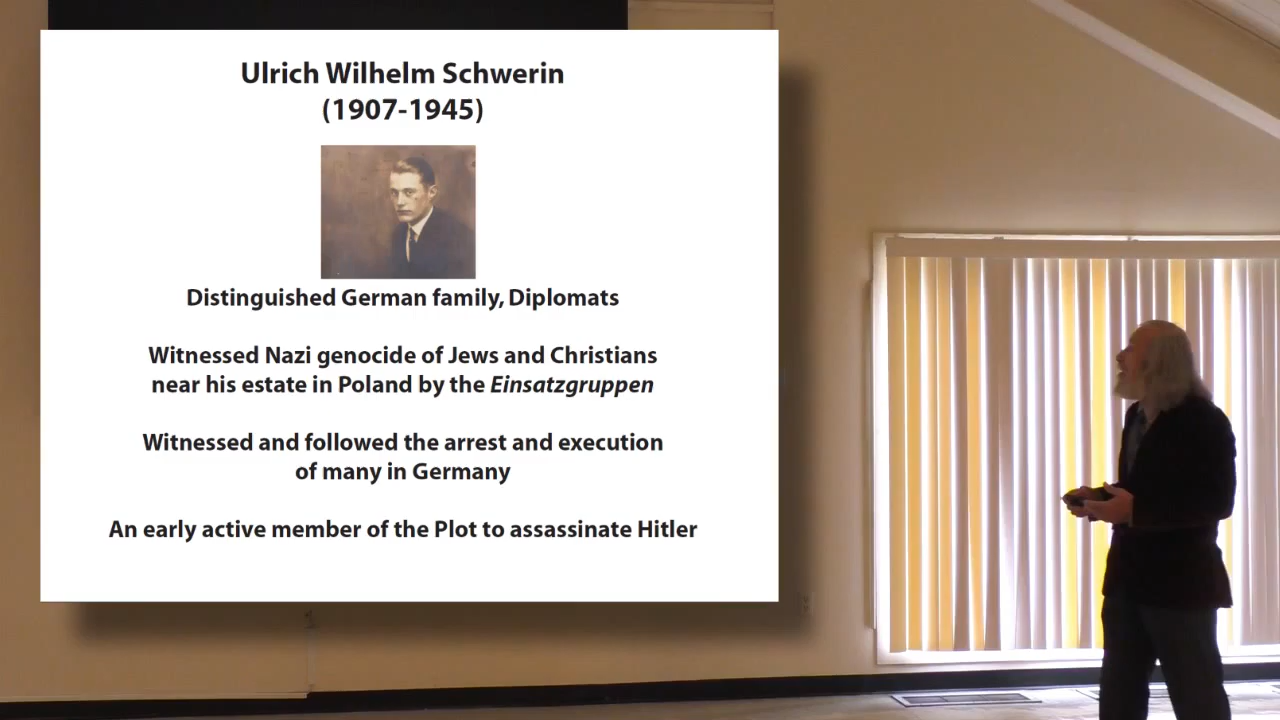 Ulrich Wilhelm Schwerin
(1907-1945)
Distinguished German family, Diplomats
Witnessed Nazi genocide of Jews and Christians
near his estate in Poland by the Einsatzgruppen
Witnessed and followed the arrest and execution
of many in Germany
An early active member of the Plot to assassinate Hitler